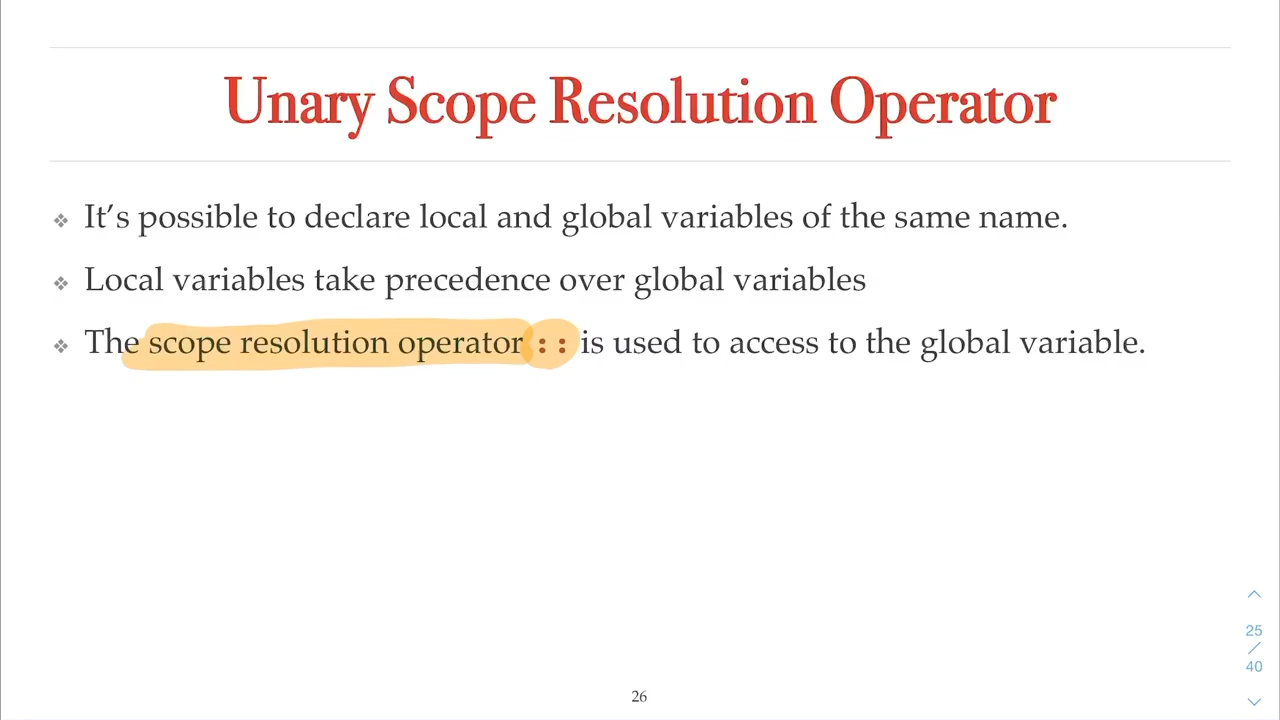 Unary Scope Resolution Operator
❖ It’s possible to declare local and global variables of the same name.
❖ Local variables take precedence over global variables
❖ The scope resolution operator :: is used to access to the global variable.
25
/
40
26